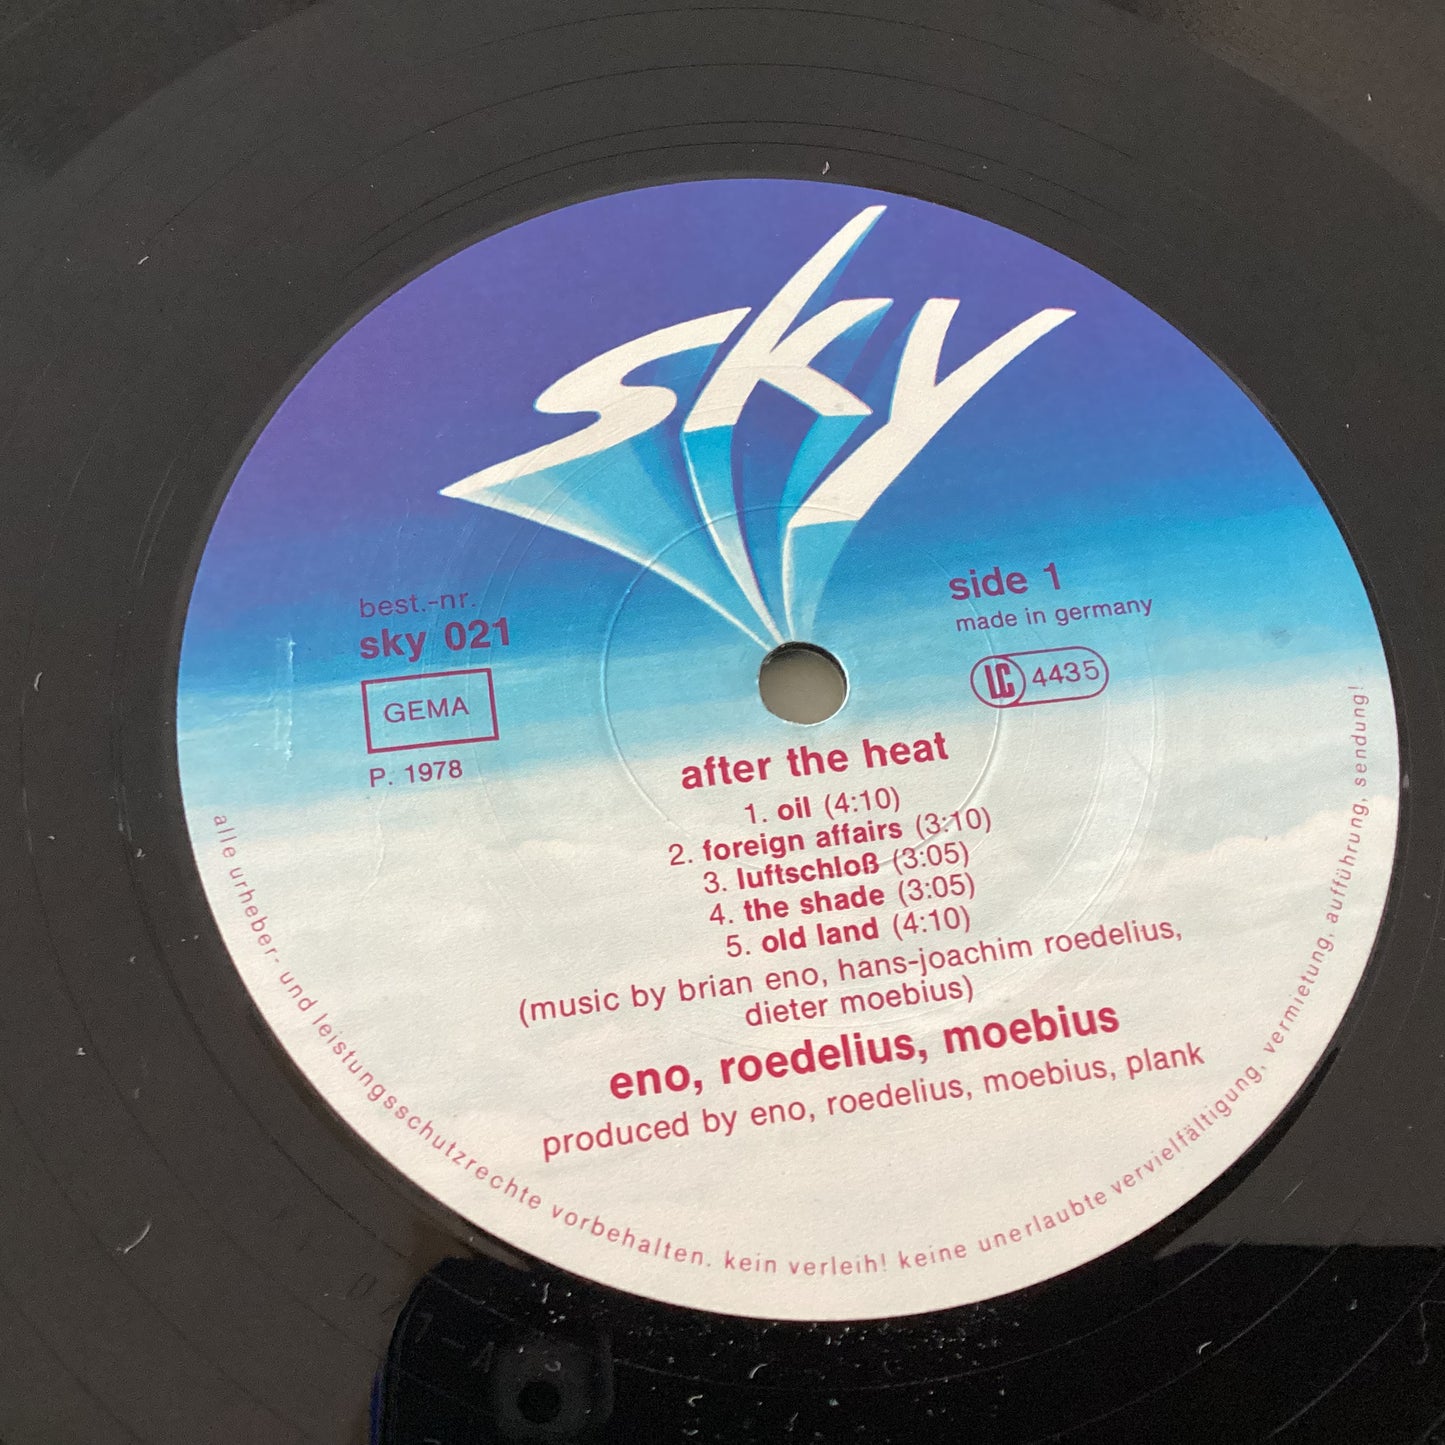 sky
best.-nr.
sky 021
GEMA
P. 1978
side 1
made in germany
LC 4435
after the heat
1. oil (4:10)
2. foreign affairs (3:10)
3. luftschloß (3:05)
4. the shade (3:05)
5. old land (4:10)
(music by brian eno, hans-joachim roedelius,
dieter moebius)
eno, roedelius, moebius
produced by eno, roedelius, moebius, plank
alle urheber- und leistungsschutzrechte vorbehalten. kein verleih! keine unerlaubte vervielfältigung, vermietung, aufführung, sendung!